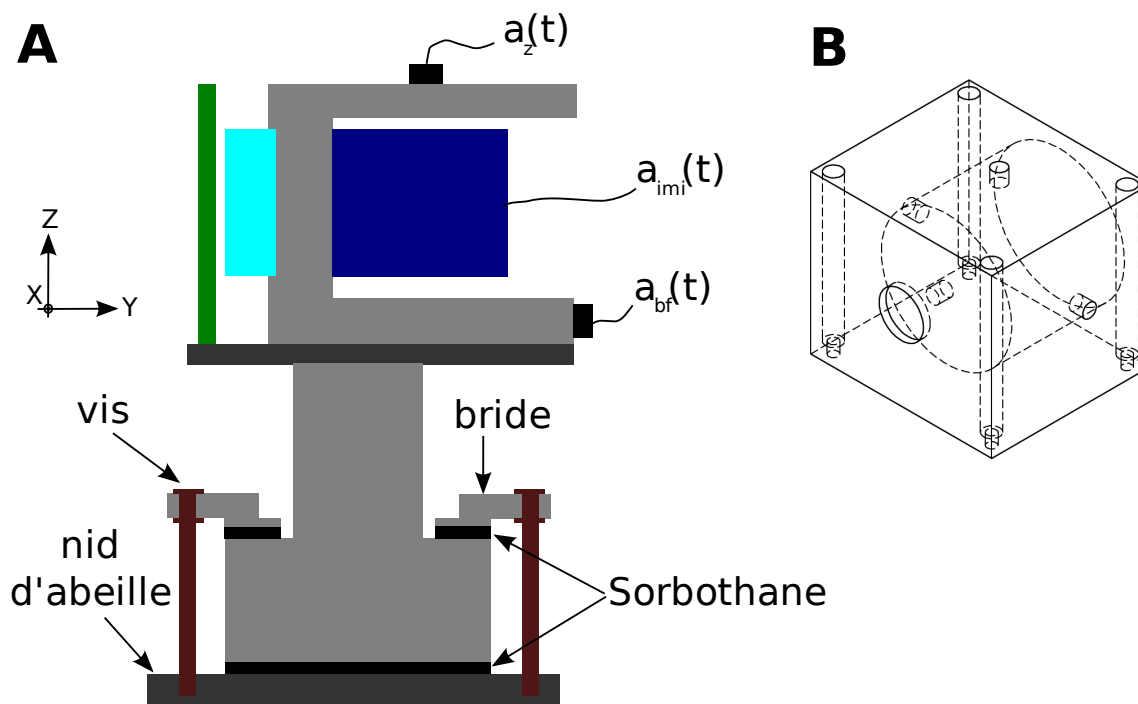 A
a_z(t)
B
a_imi(t)
Z
X
Y
a_bf(t)
vis
bride
nid
d'abeille
Sorbothane